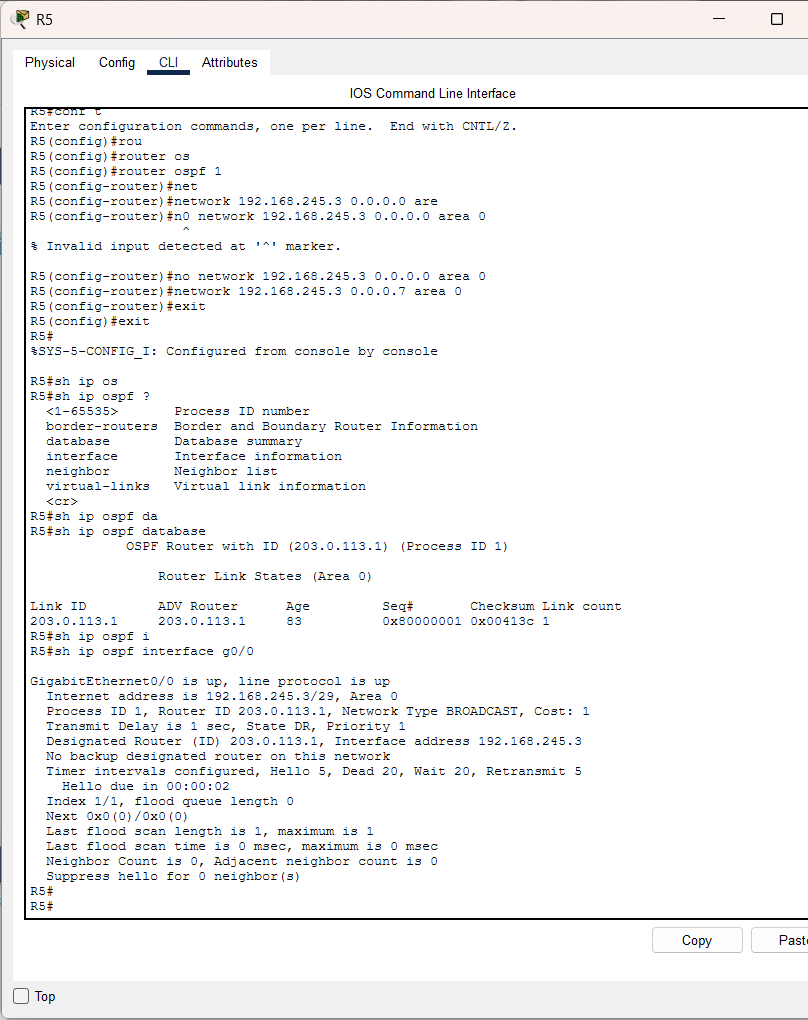 R5
Physical Config CLI Attributes
IOS Command Line Interface
R5#conf t
Enter configuration commands, one per line.  End with CNTL/Z.
R5(config)#rou
R5(config)#router os
R5(config)#router ospf 1
R5(config-router)#net
R5(config-router)#network 192.168.245.3 0.0.0.0 are
R5(config-router)#n0 network 192.168.245.3 0.0.0.0 area 0
                   ^
% Invalid input detected at '^' marker.

R5(config-router)#no network 192.168.245.3 0.0.0.0 area 0
R5(config-router)#network 192.168.245.3 0.0.0.7 area 0
R5(config-router)#exit
R5(config)#exit
R5#
%SYS-5-CONFIG_I: Configured from console by console

R5#sh ip os
R5#sh ip ospf ?
  <1-65535>       Process ID number
  border-routers  Border and Boundary Router Information
  database        Database summary
  interface       Interface information
  neighbor        Neighbor list
  virtual-links   Virtual link information
  <cr>
R5#sh ip ospf da
R5#sh ip ospf database
            OSPF Router with ID (203.0.113.1) (Process ID 1)

                Router Link States (Area 0)

Link ID         ADV Router      Age         Seq#       Checksum Link count
203.0.113.1     203.0.113.1     83          0x80000001 0x00413c 1
R5#sh ip ospf i
R5#sh ip ospf interface g0/0

GigabitEthernet0/0 is up, line protocol is up
  Internet address is 192.168.245.3/29, Area 0
  Process ID 1, Router ID 203.0.113.1, Network Type BROADCAST, Cost: 1
  Transmit Delay is 1 sec, State DR, Priority 1
  Designated Router (ID) 203.0.113.1, Interface address 192.168.245.3
  No backup designated router on this network
  Timer intervals configured, Hello 5, Dead 20, Wait 20, Retransmit 5
    Hello due in 00:00:02
  Index 1/1, flood queue length 0
  Next 0x0(0)/0x0(0)
  Last flood scan length is 1, maximum is 1
  Last flood scan time is 0 msec, maximum is 0 msec
  Neighbor Count is 0, Adjacent neighbor count is 0
  Suppress hello for 0 neighbor(s)
R5#
R5#
Copy Past
Top